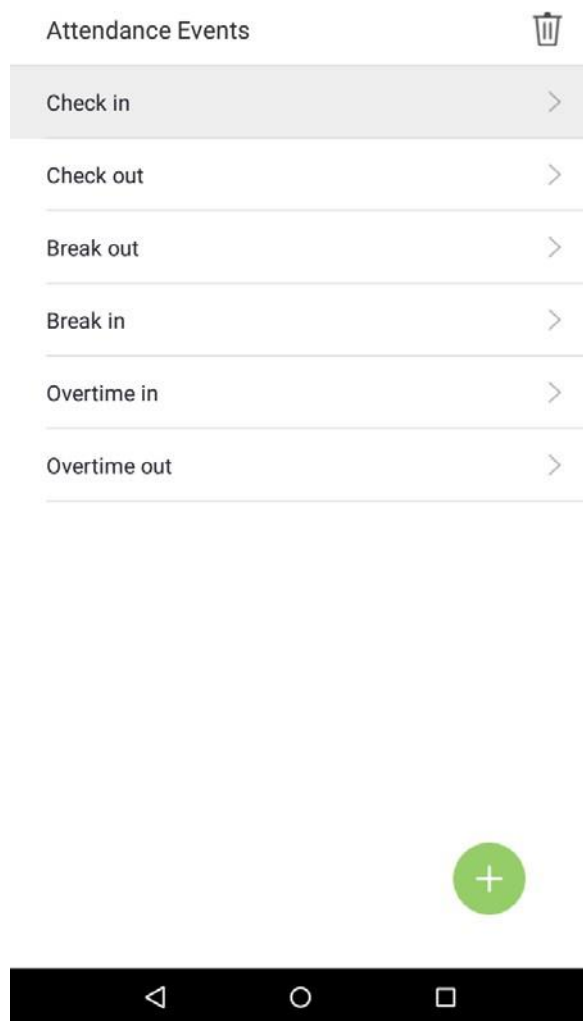 Attendance Events
Check in
Check out
Break out
Break in
Overtime in
Overtime out